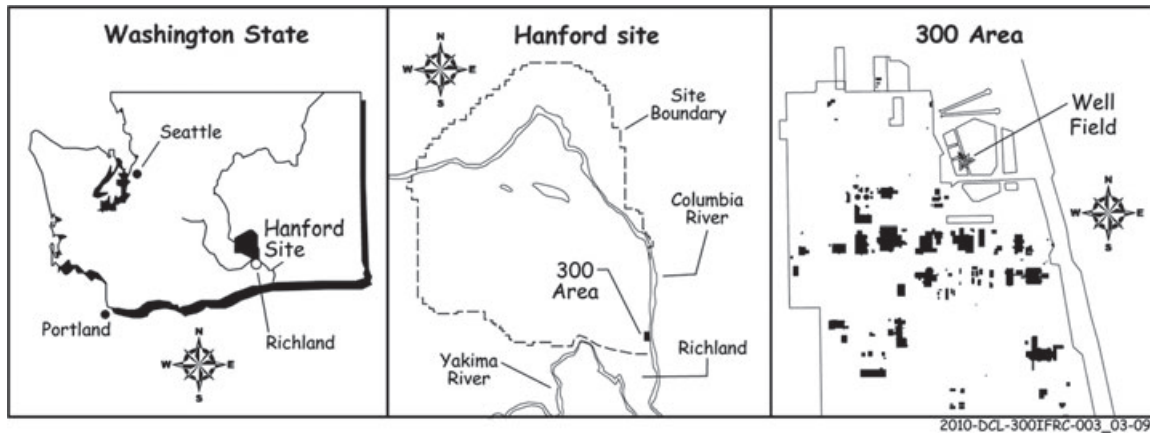 Washington State
N
W E
S
Seattle
Hanford
Site
Portland
Richland
N
W E
S
Hanford site
N
W E
S
Site
Boundary
Columbia
River
300
Area
Richland
Yakima
River
300 Area
Well
Field
N
W E
S
2010-DCL-300IFRC-003_03-09